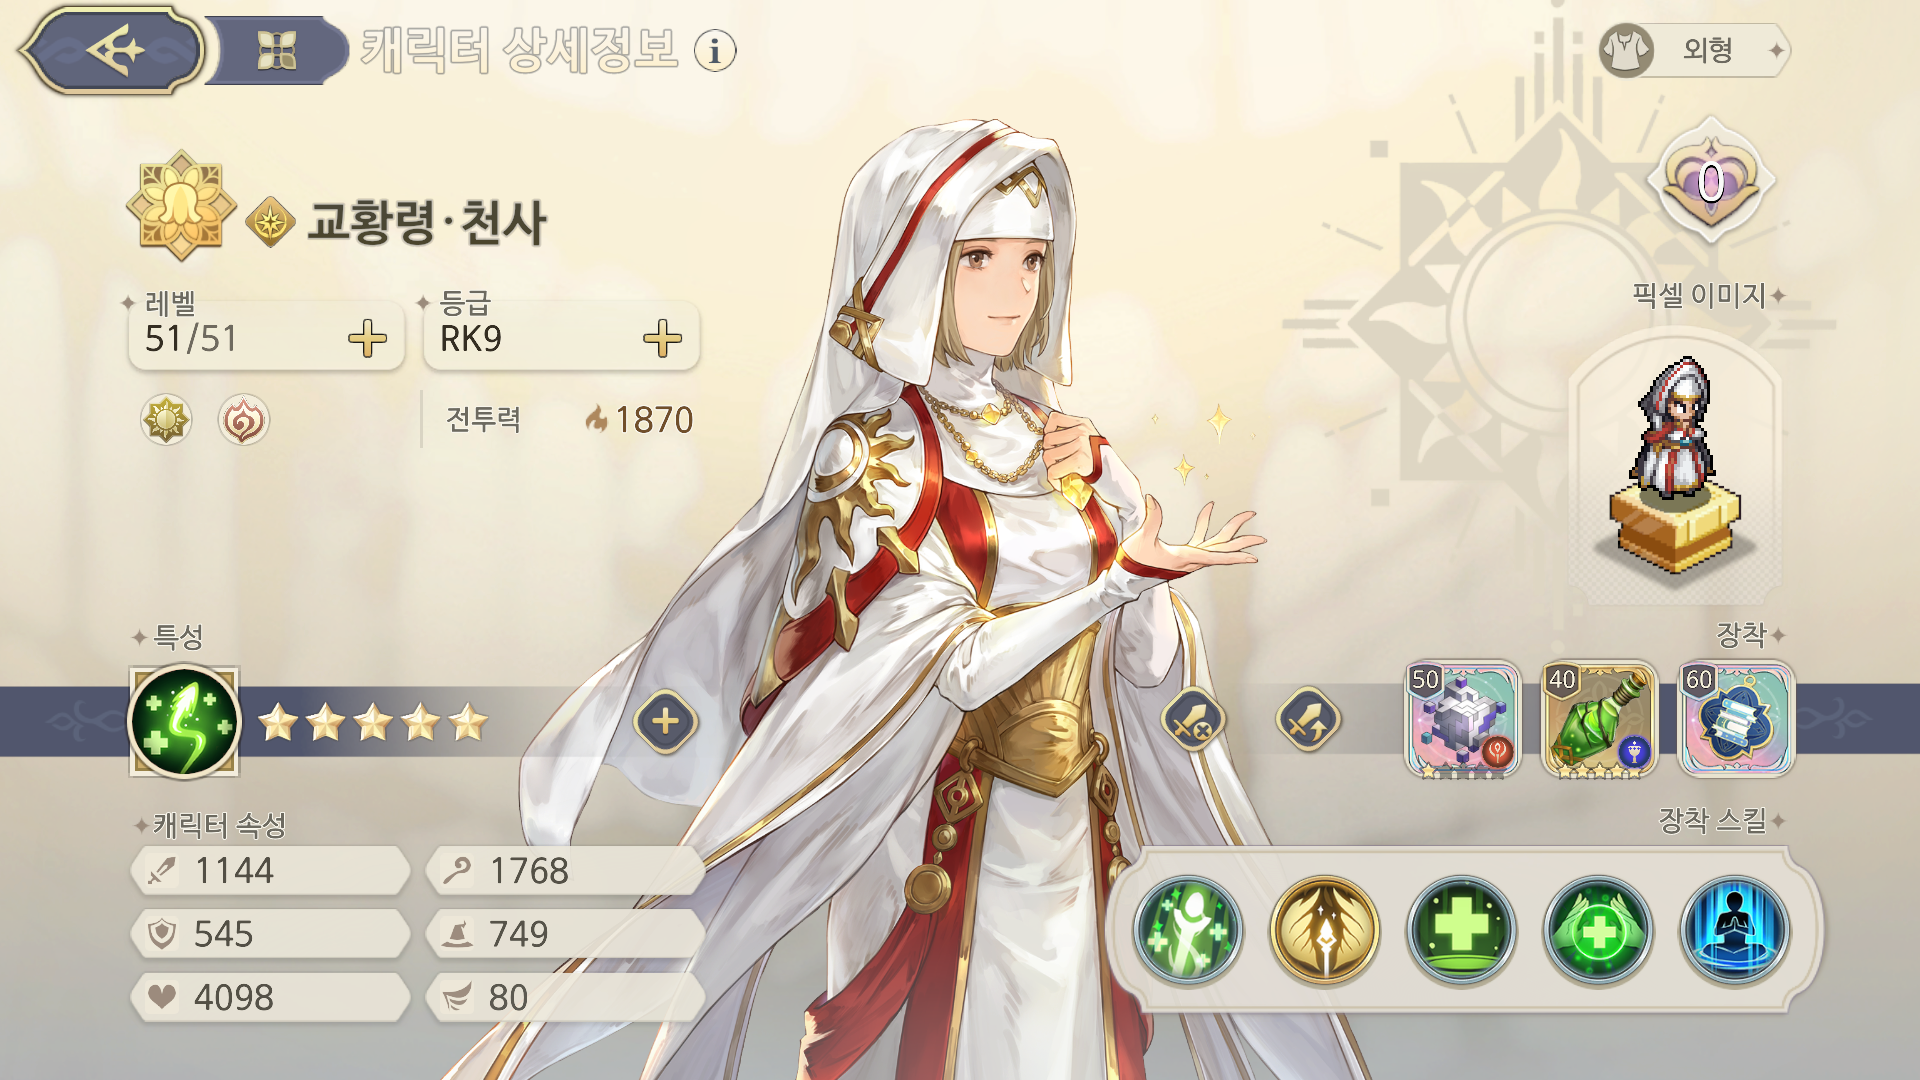 캐릭터 상세정보 i
외형
교황령·천사
0
레벨
51/51
등급
RK9
픽셀 이미지
전투력 1870
특성
장착
50
40
60
캐릭터 속성
장착 스킬
1144
1768
545
749
4098
80